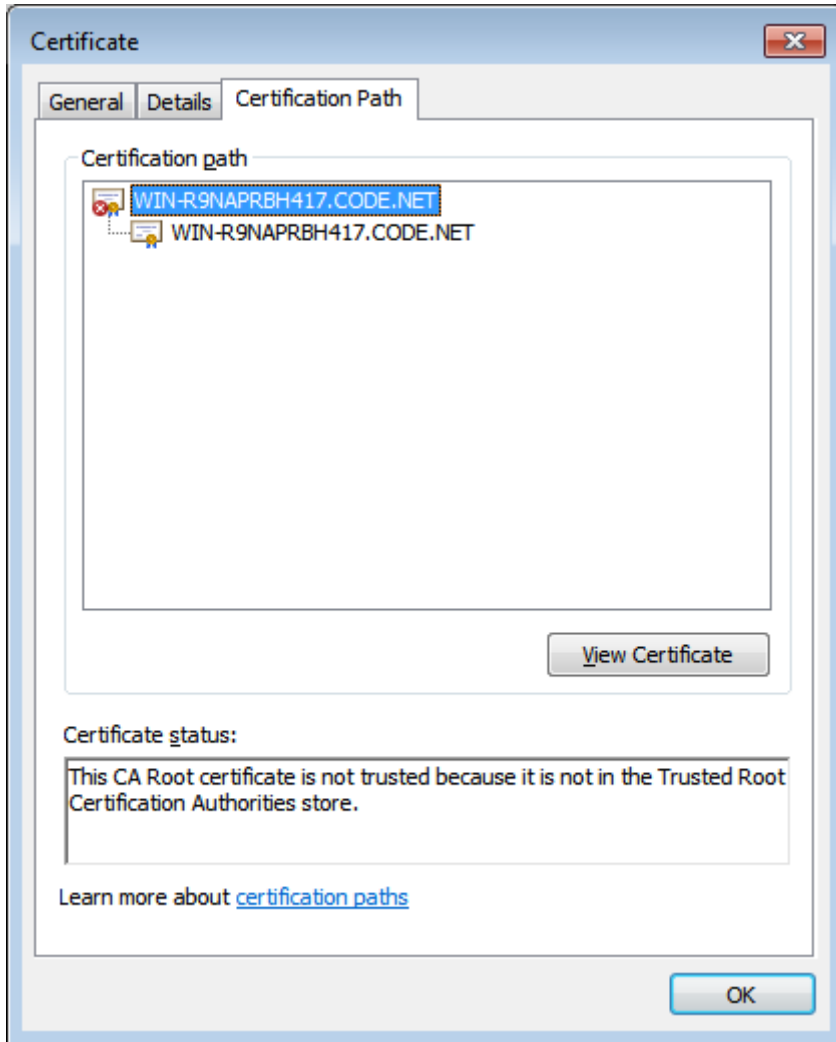 Certificate
General
Details
Certification Path
Certification path
WIN-R9NAPRBH417.CODE.NET
WIN-R9NAPRBH417.CODE.NET
View Certificate
Certificate status:
This CA Root certificate is not trusted because it is not in the Trusted Root
Certification Authorities store.
Learn more about certification paths
OK